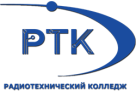 РТК
РАДИОТЕХНИЧЕСКИЙ КОЛЛЕДЖ